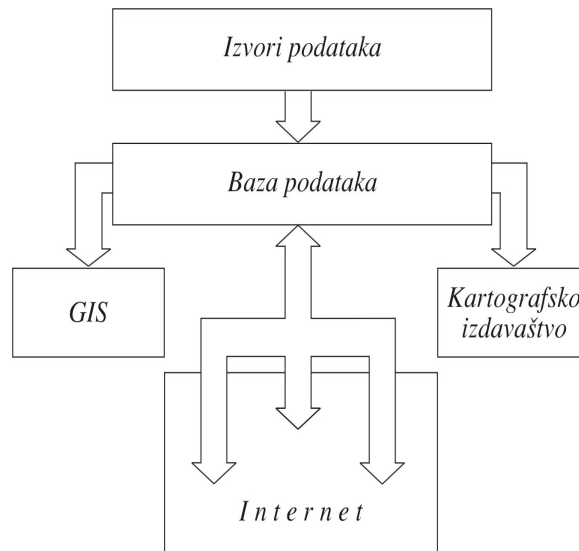 Izvori podataka
Baza podataka
GIS
Kartografsko
izdavaštvo
Internet